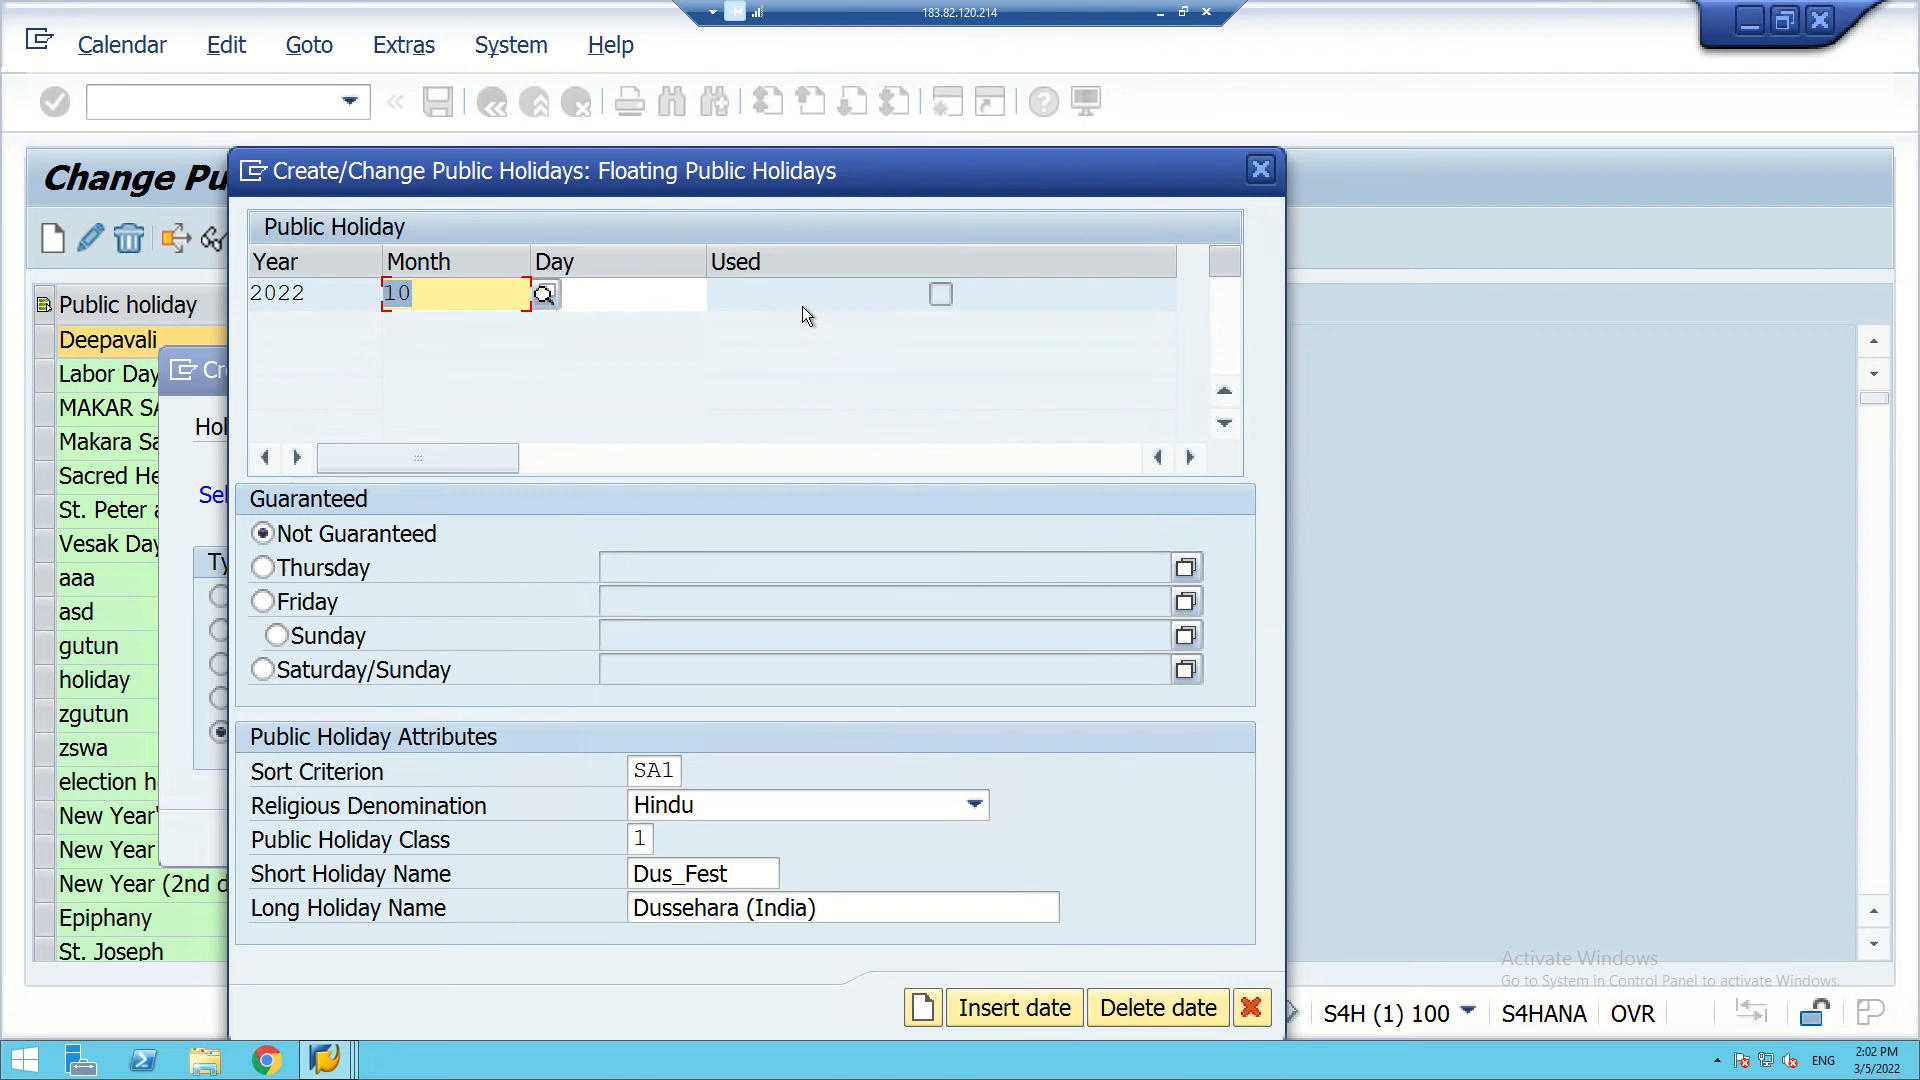 183.82.120.214
Calendar Edit Goto Extras System Help
Change Pu
Create/Change Public Holidays: Floating Public Holidays
Public Holiday
Year Month Day Used
2022 10
Public holiday
Deepavali
Labor Day
MAKAR SA
Makara Sa
Sacred He
St. Peter a
Vesak Day
aaa
asd
gutun
holiday
zgutun
zswa
election h
New Year'
New Year
New Year (2nd d
Epiphany
St. Joseph
Cr
Hol
Sel
Ty
Guaranteed
Not Guaranteed
Thursday
Friday
Sunday
Saturday/Sunday
Public Holiday Attributes
Sort Criterion SA1
Religious Denomination Hindu
Public Holiday Class 1
Short Holiday Name Dus_Fest
Long Holiday Name Dussehara (India)
Insert date Delete date
Activate Windows
Go to System in Control Panel to activate Windows.
S4H (1) 100 S4HANA OVR
ENG
2:02 PM
3/5/2022